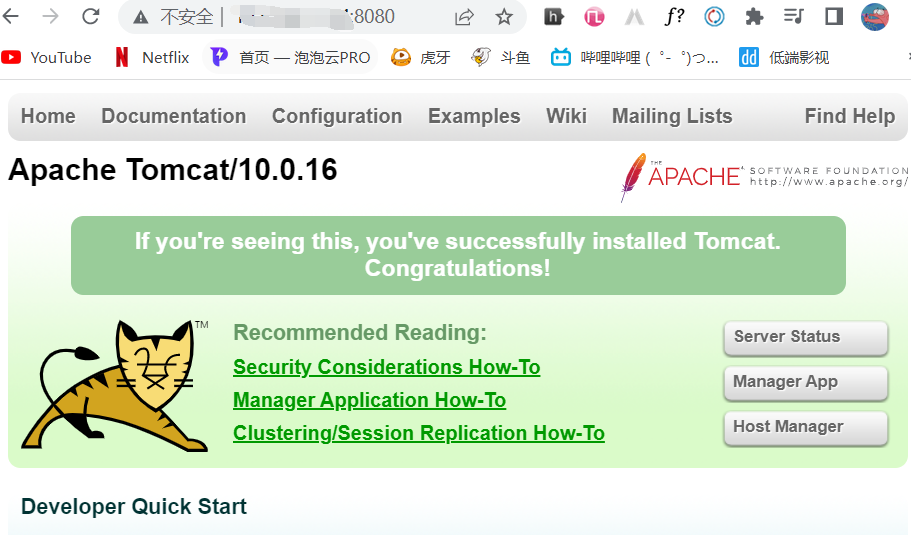 不安全 | :8080
YouTube Netflix 首页 — 泡泡云PRO 虎牙 斗鱼 哔哩哔哩 (゜-゜)つ... 低端影视
Home Documentation Configuration Examples Wiki Mailing Lists Find Help
Apache Tomcat/10.0.16
THE APACHE SOFTWARE FOUNDATION
http://www.apache.org/
If you're seeing this, you've successfully installed Tomcat.
Congratulations!
TM
Recommended Reading:
Security Considerations How-To
Manager Application How-To
Clustering/Session Replication How-To
Server Status
Manager App
Host Manager
Developer Quick Start